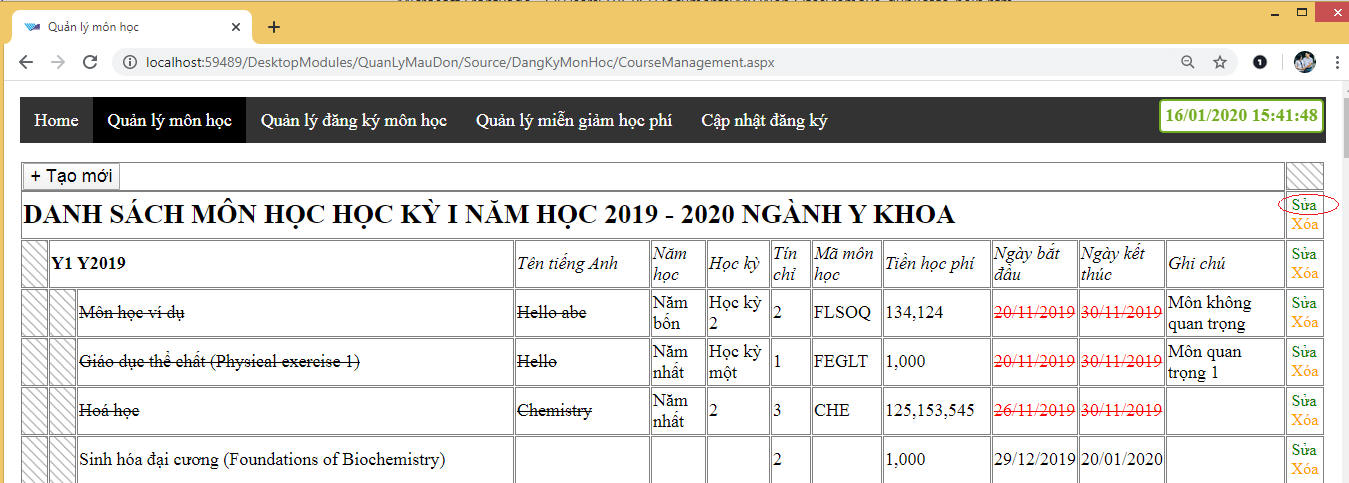 Quản lý môn học
localhost:59489/DesktopModules/QuanLyMauDon/Source/DangKyMonHoc/CourseManagement.aspx
Home Quản lý môn học Quản lý đăng ký môn học Quản lý miễn giảm học phí Cập nhật đăng ký 16/01/2020 15:41:48
+ Tạo mới
DANH SÁCH MÔN HỌC HỌC KỲ I NĂM HỌC 2019 - 2020 NGÀNH Y KHOA Sửa
Xóa
Y1 Y2019 Tên tiếng Anh Năm học Học kỳ Tín chỉ Mã môn học Tiền học phí Ngày bắt đầu Ngày kết thúc Ghi chú Sửa Xóa
Môn học ví dụ Hello abc Năm bốn Học kỳ 2 2 FLSOQ 134,124 20/11/2019 30/11/2019 Môn không quan trọng Sửa Xóa
Giáo dục thể chất (Physical exercise 1) Hello Năm nhất Học kỳ một 1 FEGLT 1,000 20/11/2019 30/11/2019 Môn quan trọng 1 Sửa Xóa
Hoá học Chemistry Năm nhất 2 3 CHE 125,153,545 26/11/2019 30/11/2019 Sửa Xóa
Sinh hóa đại cương (Foundations of Biochemistry) 2 1,000 29/12/2019 20/01/2020 Sửa Xóa